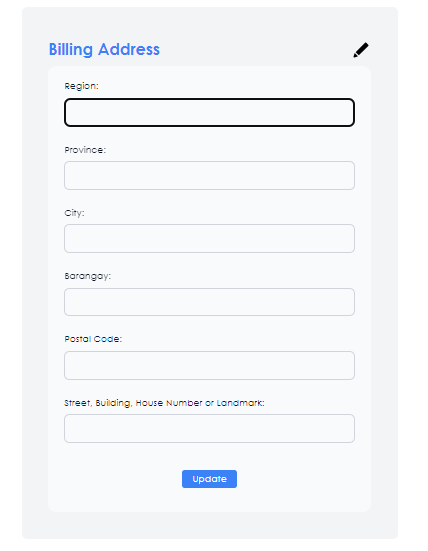 Billing Address
Region:
Province:
City:
Barangay:
Postal Code:
Street, Building, House Number or Landmark:
Update